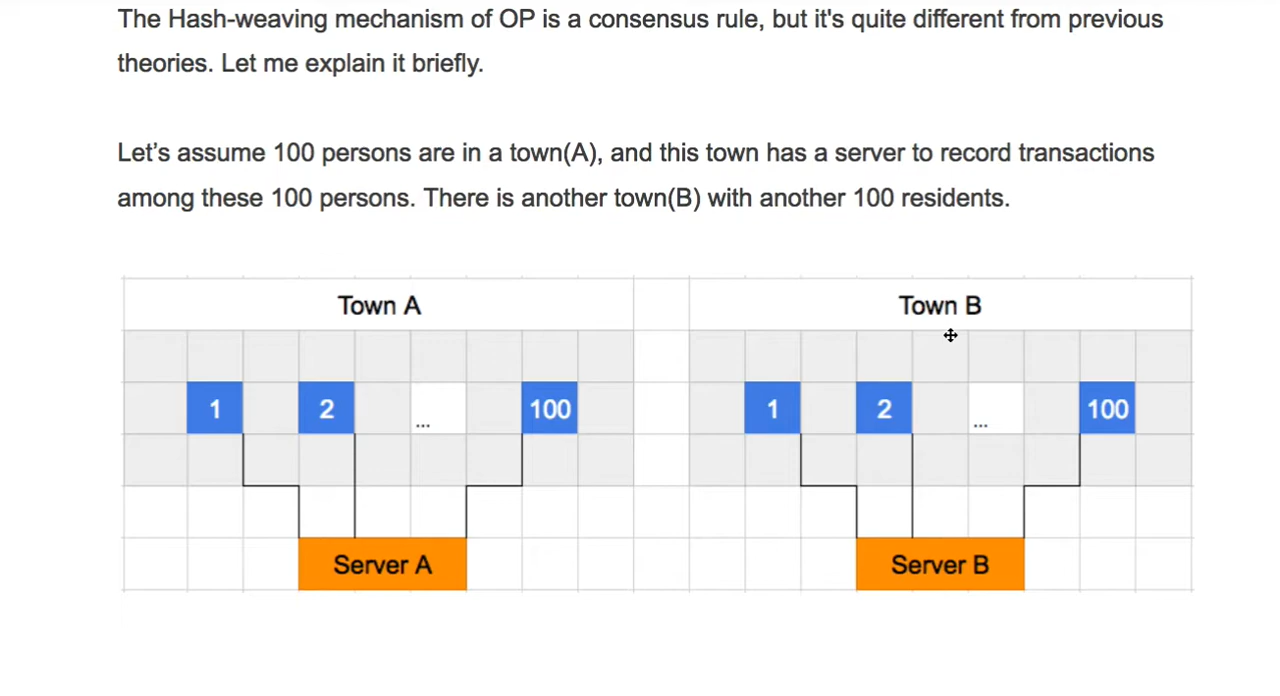 The Hash-weaving mechanism of OP is a consensus rule, but it's quite different from previous
theories. Let me explain it briefly.
Let’s assume 100 persons are in a town(A), and this town has a server to record transactions
among these 100 persons. There is another town(B) with another 100 residents.
Town A
Town B
1 2 ... 100
1 2 ... 100
Server A
Server B